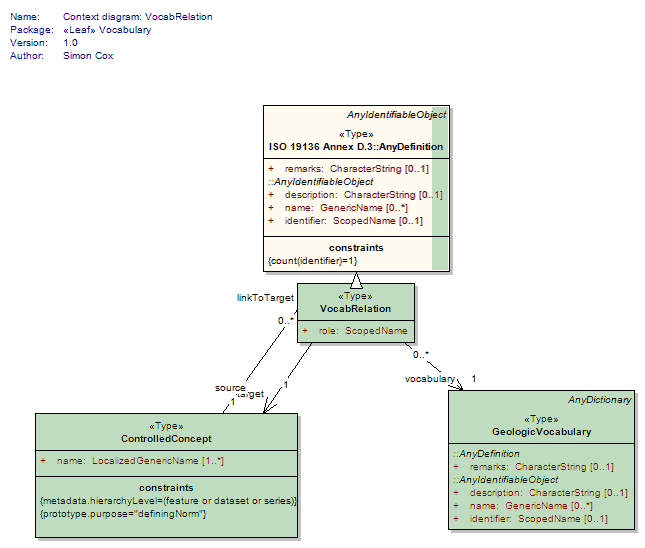 Name: Context diagram: VocabRelation
Package: «Leaf» Vocabulary
Version: 1.0
Author: Simon Cox
AnyIdentifiableObject
«Type»
ISO 19136 Annex D.3::AnyDefinition
+ remarks: CharacterString [0..1]
::AnyIdentifiableObject
+ description: CharacterString [0..1]
+ name: GenericName [0..*]
+ identifier: ScopedName [0..1]
constraints
{count(identifier)=1}
linkToTarget
0..*
«Type»
VocabRelation
+ role: ScopedName
0..*
vocabulary 1
source
1
target
1
«Type»
ControlledConcept
+ name: LocalizedGenericName [1..*]
constraints
{metadata.hierarchyLevel=(feature or dataset or series)}
{prototype.purpose="definingNorm"}
AnyDictionary
«Type»
GeologicVocabulary
::AnyDefinition
+ remarks: CharacterString [0..1]
::AnyIdentifiableObject
+ description: CharacterString [0..1]
+ name: GenericName [0..*]
+ identifier: ScopedName [0..1]